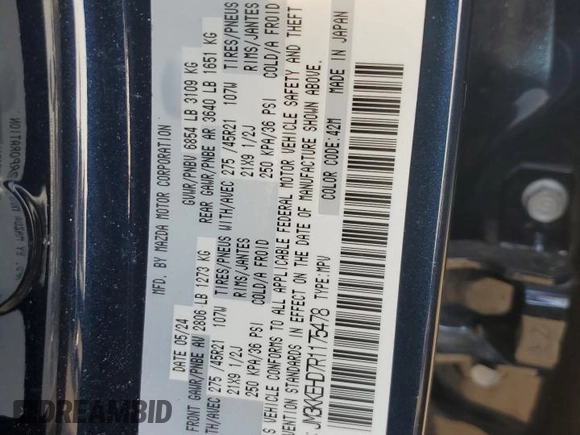 MFD. BY MAZDA MOTOR CORPORATION
DATE 05/24
GVWR/PNBV 6854 LB 3109 KG
FRONT GAWR/PNBE AV 2806 LB 1273 KG
REAR GAWR/PNBE AR 3640 LB 1651 KG
WITH/AVEC 275 /45R21 107W TIRES/PNEUS WITH/AVEC 275 /45R21 107W TIRES/PNEUS
21X9 1/2J RIMS/JANTES 21X9 1/2J RIMS/JANTES
250 KPA/36 PSI COLD/A FROID 250 KPA/36 PSI COLD/A FROID
VEHICLE CONFORMS TO ALL APPLICABLE FEDERAL MOTOR VEHICLE SAFETY AND THEFT
STANDARDS IN EFFECT ON THE DATE OF MANUFACTURE SHOWN ABOVE.
JM3KKEHD7R1175478 TYPE:MPV COLOR CODE:42M MADE IN JAPAN
DREAMBID